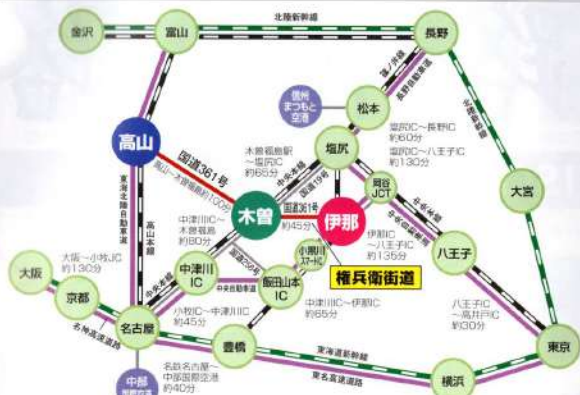 北陸新幹線
金沢
富山
長野
篠ノ井線
長野自動車道
信州
まつもと
空港
松本
北陸新幹線
塩尻IC~長野IC
約60分
塩尻IC~八王子IC
約130分
高山
国道361号
高山~木曽福島約100分
木曽福島駅
~塩尻IC
約65分
中央本線
国道19号
塩尻
岡谷
JCT
大宮
東海北陸自動車道
高山本線
木曽
国道361号
約45分
伊那
中央本線
中央自動車道
中津川IC~
木曽福島
約80分
国道256号
小黒川
スマートIC
伊那IC
~八王子IC
約135分
八王子
権兵衛街道
大阪~小牧JC
約130分
大阪
京都
中央本線
中津川
IC
中央自動車道
飯田山本
IC
中津川IC~伊那IC
約65分
八王子IC
~高井戸IC
約30分
小牧IC~中津川IC
約45分
名神高速道路
名古屋
豊橋
東海道新幹線
東名高速道路
横浜
東京
名鉄名古屋~
中部国際空港
約40分
中部
国際空港